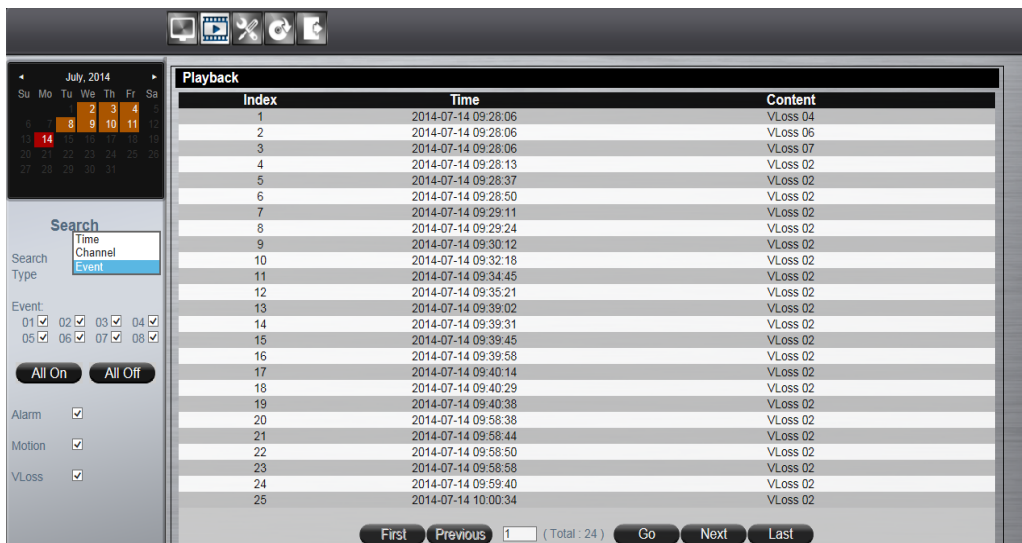 July, 2014
Su Mo Tu We Th Fr Sa
1 2 3 4 5
6 7 8 9 10 11 12
13 14 15 16 17 18 19
20 21 22 23 24 25 26
27 28 29 30 31
Search
Search Type
Time
Channel
Event
Event:
01 02 03 04
05 06 07 08
All On All Off
Alarm
Motion
VLoss
Playback
Index Time Content
1 2014-07-14 09:28:06 VLoss 04
2 2014-07-14 09:28:06 VLoss 06
3 2014-07-14 09:28:06 VLoss 07
4 2014-07-14 09:28:13 VLoss 02
5 2014-07-14 09:28:37 VLoss 02
6 2014-07-14 09:28:50 VLoss 02
7 2014-07-14 09:29:11 VLoss 02
8 2014-07-14 09:29:24 VLoss 02
9 2014-07-14 09:30:12 VLoss 02
10 2014-07-14 09:32:18 VLoss 02
11 2014-07-14 09:34:45 VLoss 02
12 2014-07-14 09:35:21 VLoss 02
13 2014-07-14 09:39:02 VLoss 02
14 2014-07-14 09:39:31 VLoss 02
15 2014-07-14 09:39:45 VLoss 02
16 2014-07-14 09:39:58 VLoss 02
17 2014-07-14 09:40:14 VLoss 02
18 2014-07-14 09:40:29 VLoss 02
19 2014-07-14 09:40:38 VLoss 02
20 2014-07-14 09:58:38 VLoss 02
21 2014-07-14 09:58:44 VLoss 02
22 2014-07-14 09:58:50 VLoss 02
23 2014-07-14 09:58:58 VLoss 02
24 2014-07-14 09:59:40 VLoss 02
25 2014-07-14 10:00:34 VLoss 02
First Previous 1 ( Total : 24 ) Go Next Last